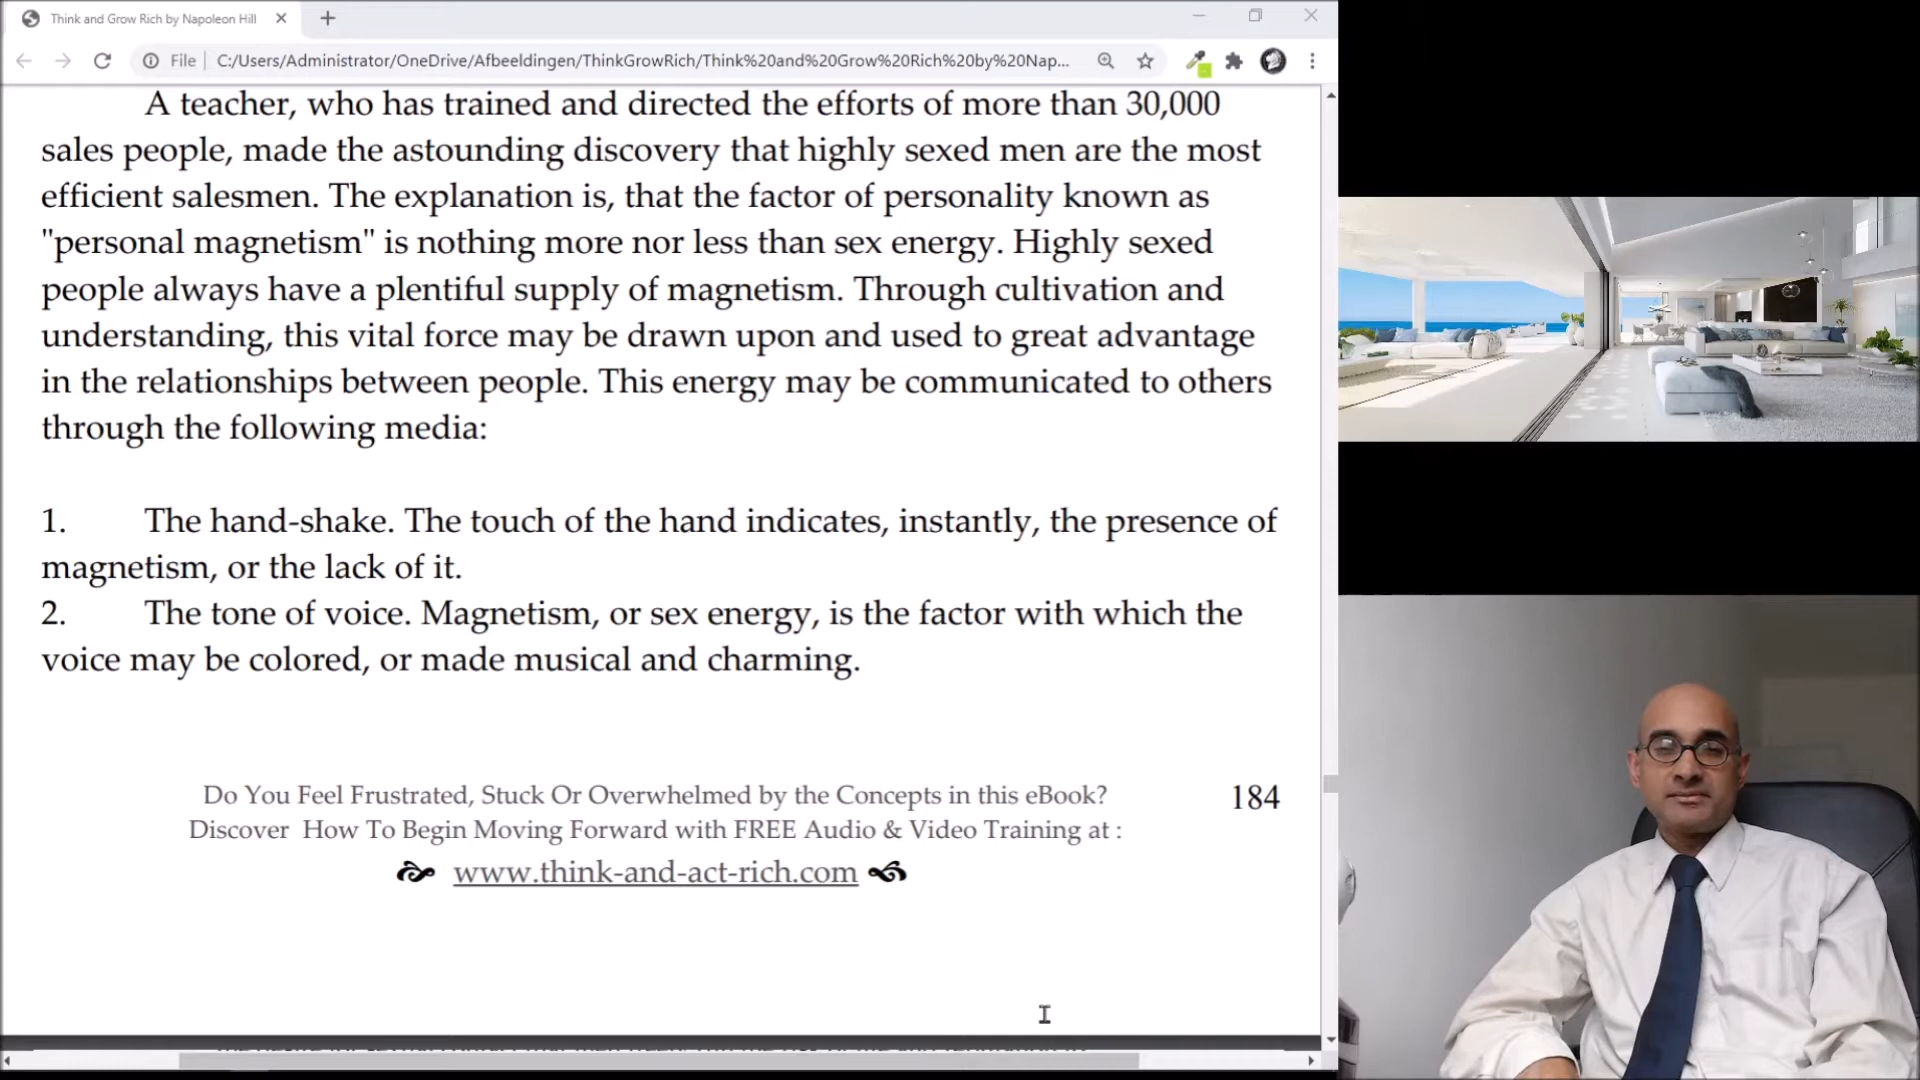 Think and Grow Rich by Napoleon Hill
File
C:/Users/Administrator/OneDrive/Afbeeldingen/ThinkGrowRich/Think%20and%20Grow%20Rich%20by%20Nap...
A teacher, who has trained and directed the efforts of more than 30,000
sales people, made the astounding discovery that highly sexed men are the most
efficient salesmen. The explanation is, that the factor of personality known as
"personal magnetism" is nothing more nor less than sex energy. Highly sexed
people always have a plentiful supply of magnetism. Through cultivation and
understanding, this vital force may be drawn upon and used to great advantage
in the relationships between people. This energy may be communicated to others
through the following media:
1. The hand-shake. The touch of the hand indicates, instantly, the presence of
magnetism, or the lack of it.
2. The tone of voice. Magnetism, or sex energy, is the factor with which the
voice may be colored, or made musical and charming.
Do You Feel Frustrated, Stuck Or Overwhelmed by the Concepts in this eBook?
184
Discover How To Begin Moving Forward with FREE Audio & Video Training at :
www.think-and-act-rich.com